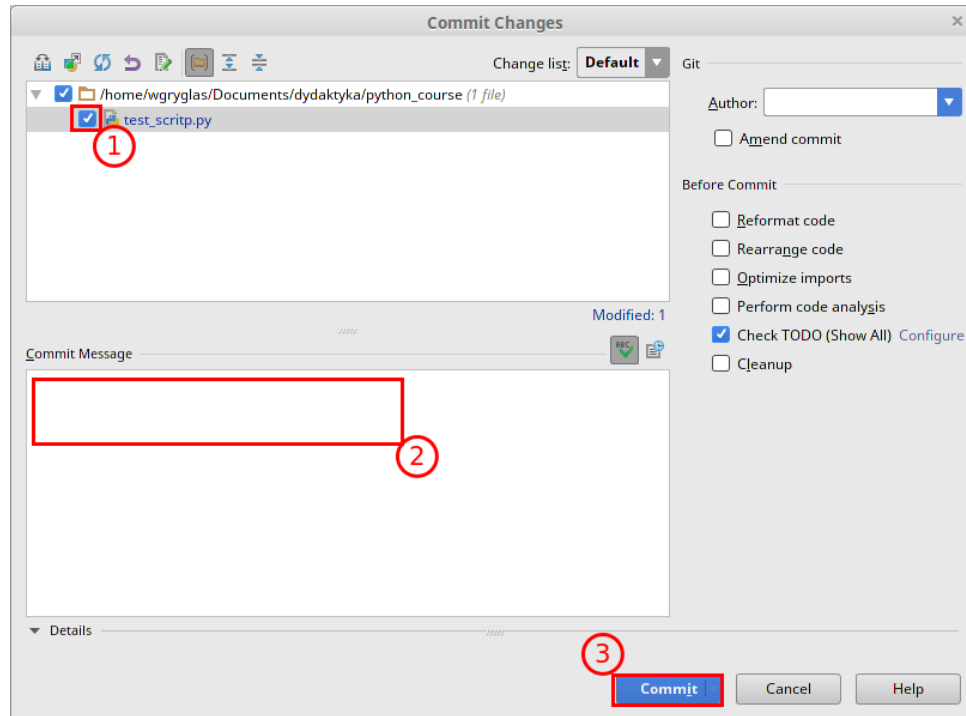 Commit Changes
Change list: Default
/home/wgryglas/Documents/dydaktyka/python_course (1 file)
test_scritp.py
1
Modified: 1
Commit Message
ABC
2
Details
3
Git
Author:
Amend commit
Before Commit
Reformat code
Rearrange code
Optimize imports
Perform code analysis
Check TODO (Show All) Configure
Cleanup
Commit Cancel Help